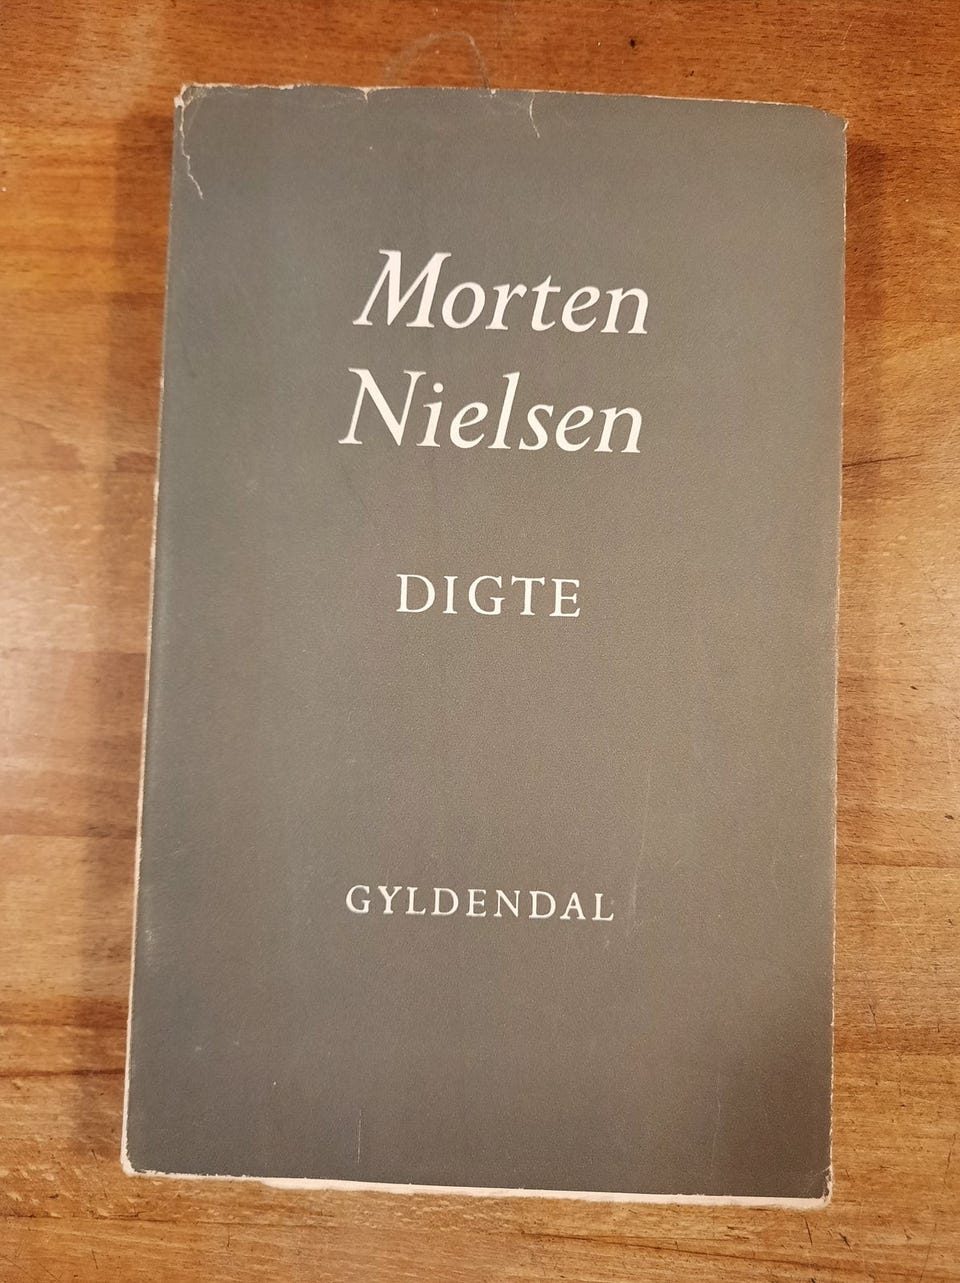 Morten
Nielsen
DIGTE
GYLDENDAL